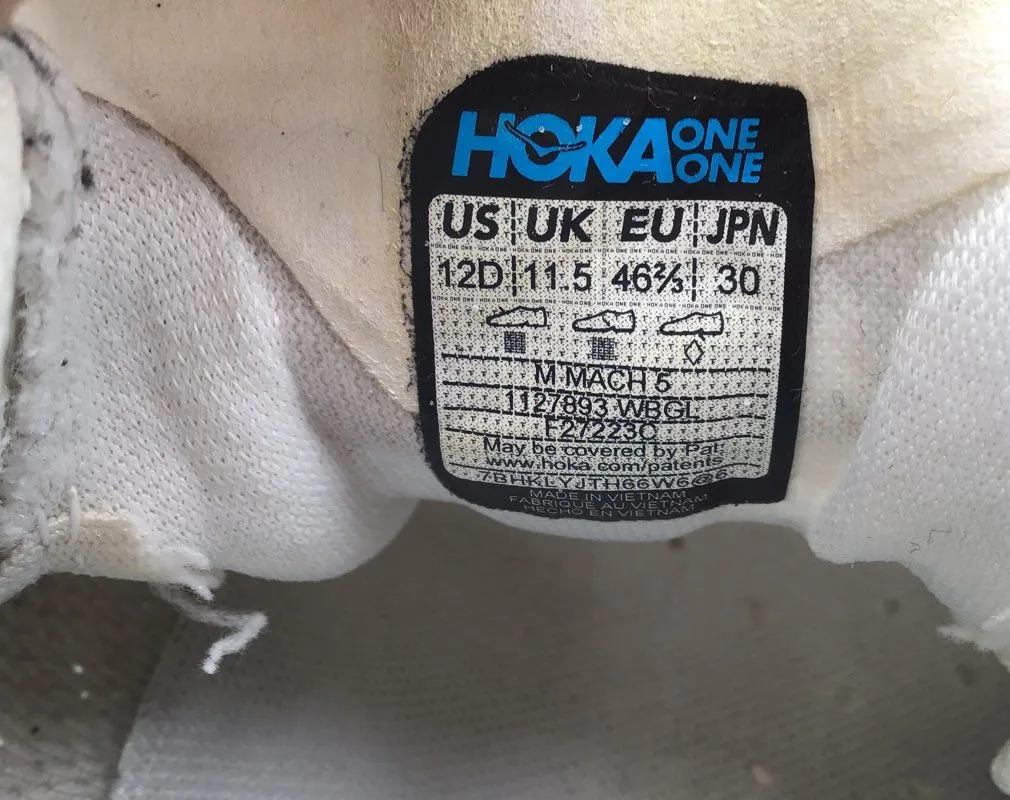 HOKA ONE ONE
US UK EU JPN
12D 11.5 46⅔ 30
M MACH 5
1127893 WBGL
F27223C
May be covered by Pat.
www.hoka.com/patents
MADE IN VIETNAM
FABRIQUE AU VIETNAM
HECHO EN VIETNAM